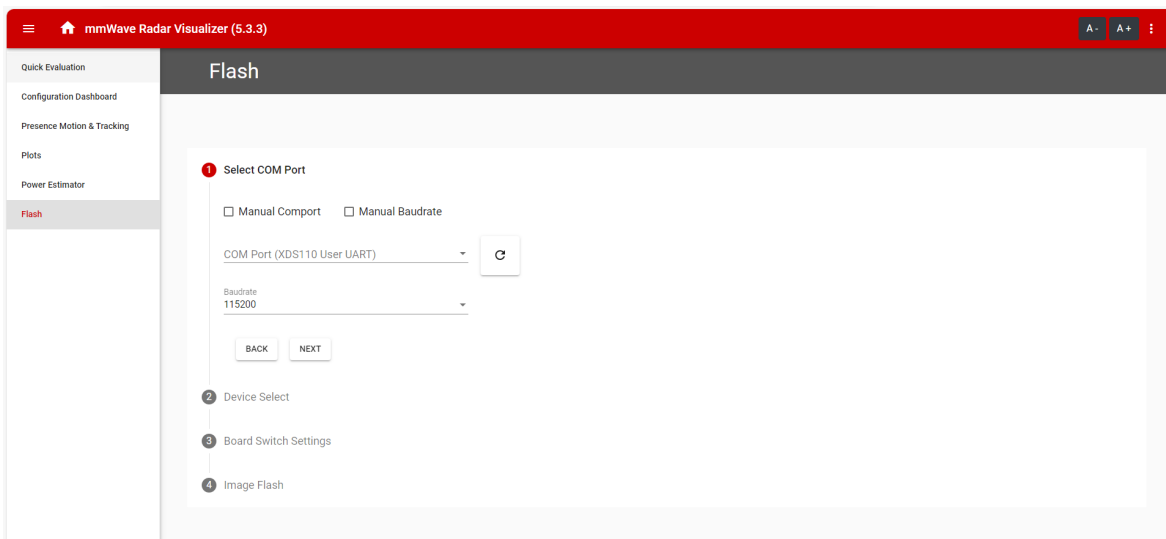 mmWave Radar Visualizer (5.3.3)
A - A +
Quick Evaluation
Configuration Dashboard
Presence Motion & Tracking
Plots
Power Estimator
Flash
Flash
1 Select COM Port
Manual Comport Manual Baudrate
COM Port (XDS110 User UART)
Baudrate
115200
BACK NEXT
2 Device Select
3 Board Switch Settings
4 Image Flash